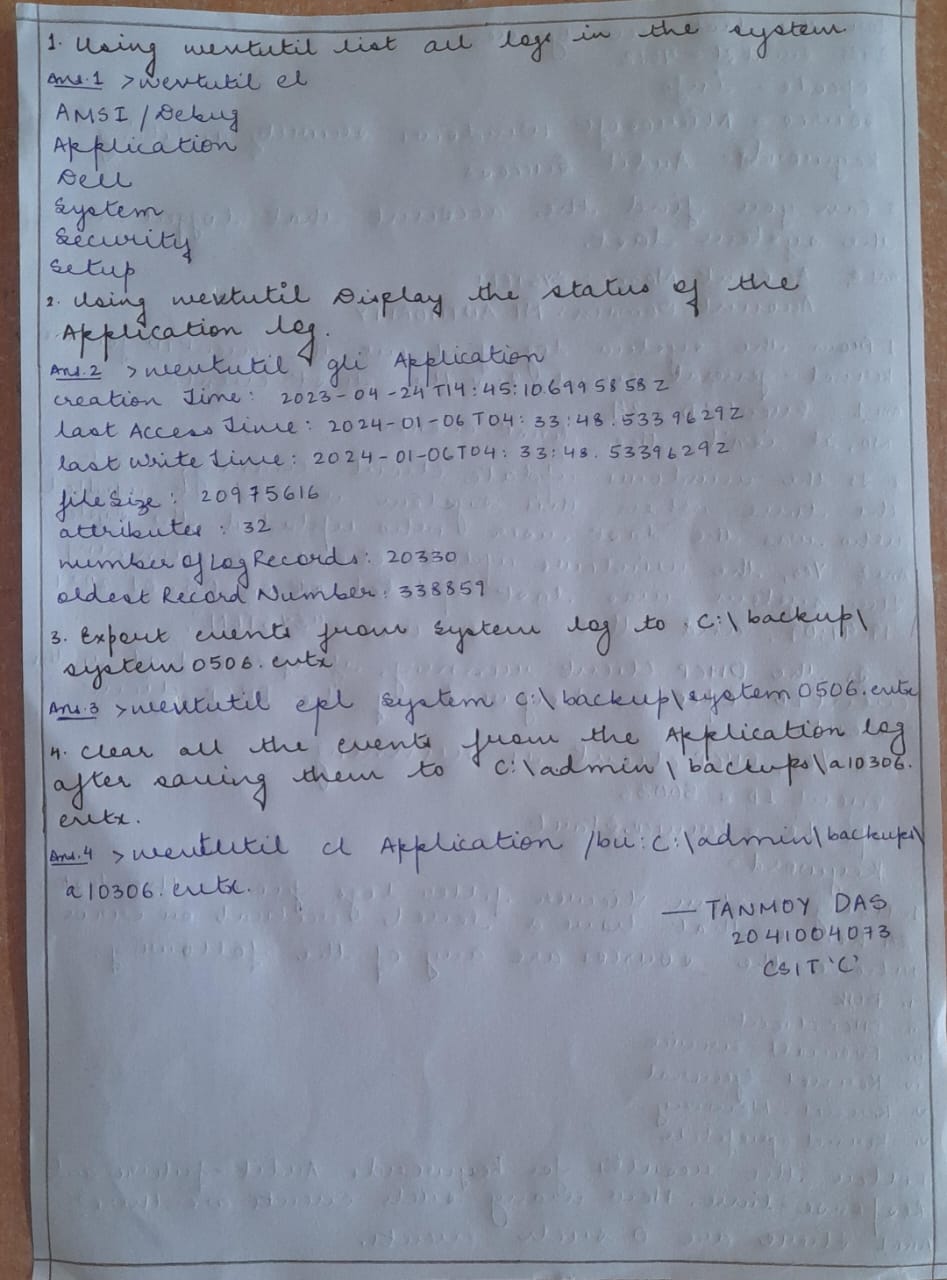 1. Using wevtutil list all logs in the system
Ans.1 >wevtutil el
AMSI/Debug
Application
Dell
System
Security
Setup
2. Using wevtutil Display the status of the
Application log.
Ans.2 >wevtutil gli Application
creation Time: 2023-04-24T14:45:10.6995858Z
last Access Time: 2024-01-06T04:33:48.5339629Z
last Write Time: 2024-01-06T04:33:48.5339629Z
fileSize: 20975616
attributes: 32
number of Log Records: 20330
oldest Record Number: 338859
3. Export events from System log to C:\backup\
system0506.evtx
Ans.3 >wevtutil epl System C:\backup\system0506.evtx
4. Clear all the events from the Application log
after saving them to C:\admin\backups\a10306.
evtx.
Ans.4 >wevtutil cl Application /bu:C:\admin\backups\
a10306.evtx.
— TANMOY DAS
2041004073
CSIT 'C'